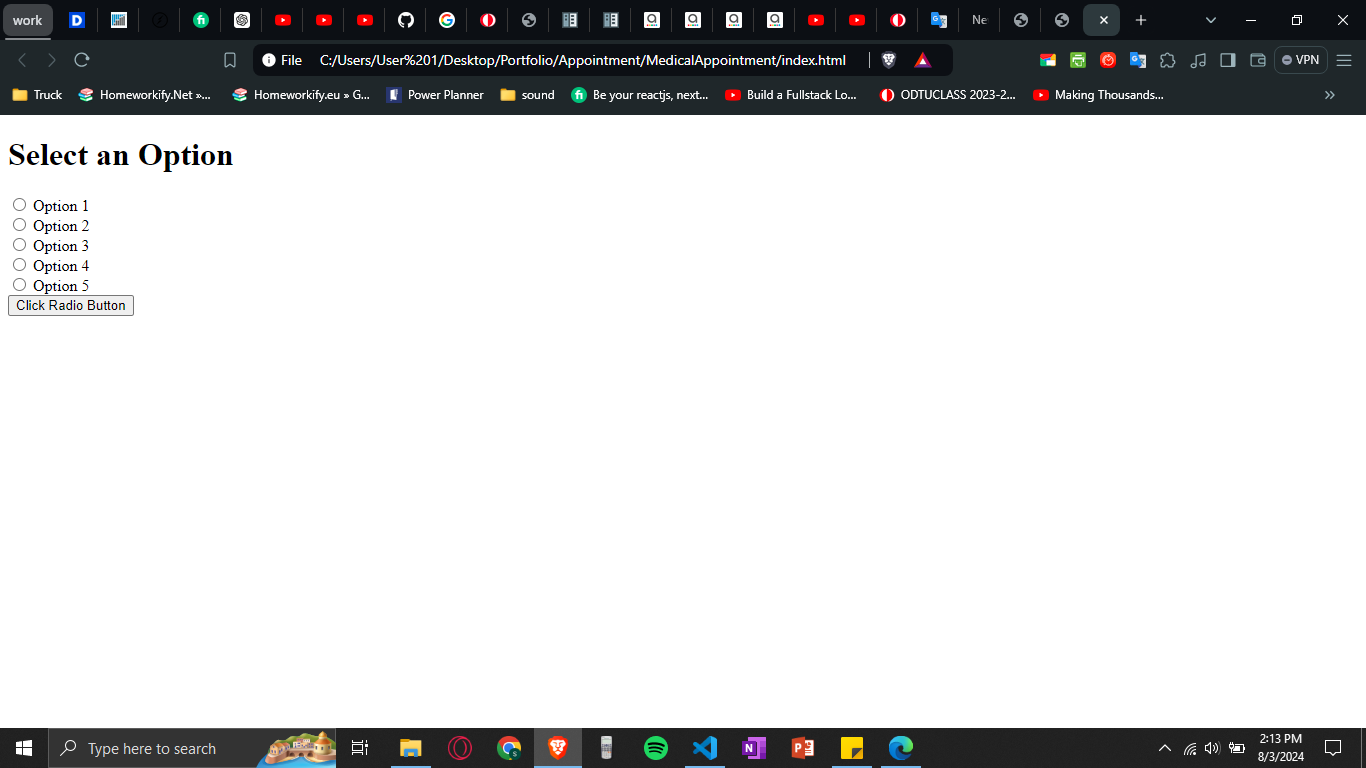 work
Ne
File C:/Users/User%201/Desktop/Portfolio/Appointment/MedicalAppointment/index.html
VPN
Truck Homeworkify.Net »... Homeworkify.eu » G... Power Planner sound Be your reactjs, next... Build a Fullstack Lo... ODTUCLASS 2023-2... Making Thousands...
Select an Option
Option 1
Option 2
Option 3
Option 4
Option 5
Click Radio Button
Type here to search
2:13 PM
8/3/2024